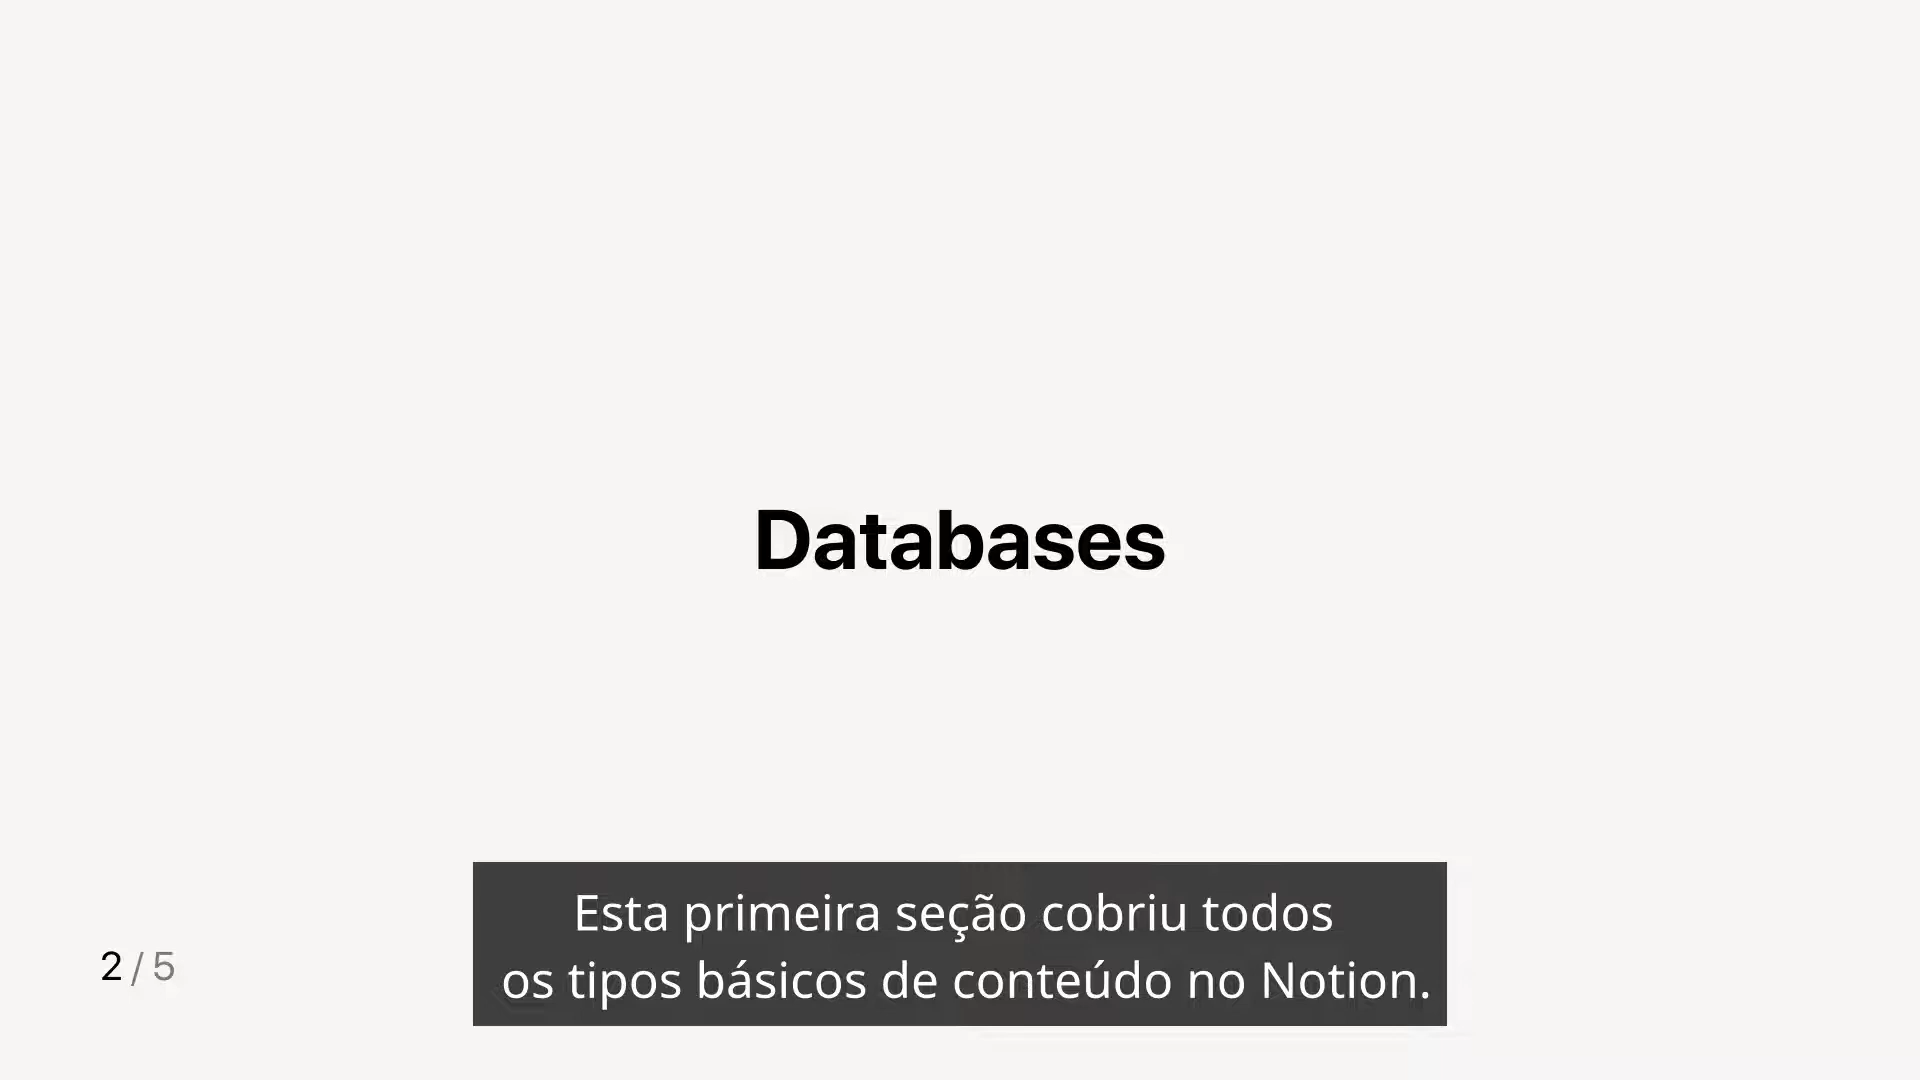 Databases
2 / 5
Esta primeira seção cobriu todos
os tipos básicos de conteúdo no Notion.